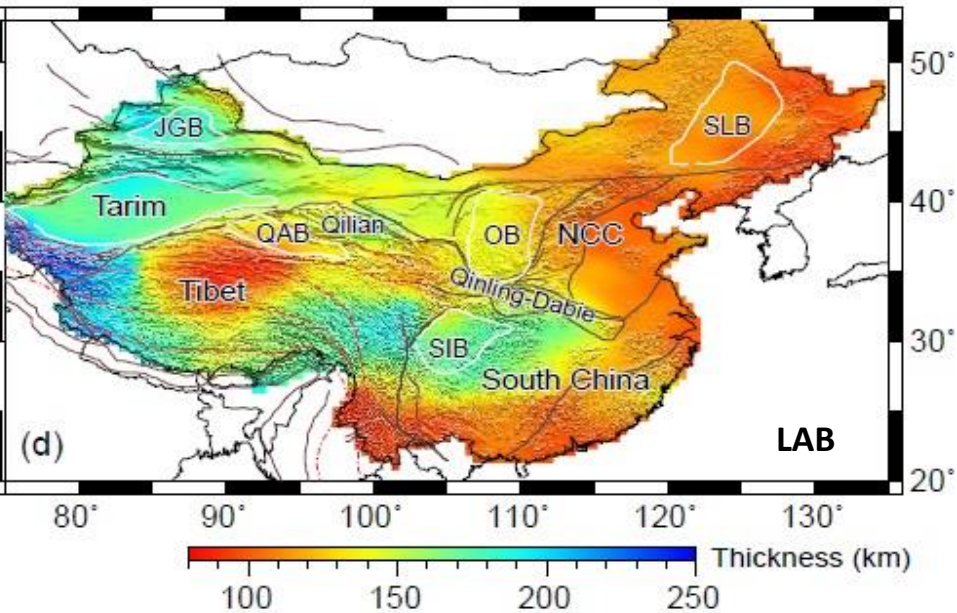 50°
JGB
SLB
Tarim
40°
QAB
Qilian
OB
NCC
Tibet
Qinling-Dabie
SIB
30°
South China
(d)
LAB
20°
80°
90°
100°
110°
120°
130°
Thickness (km)
100
150
200
250